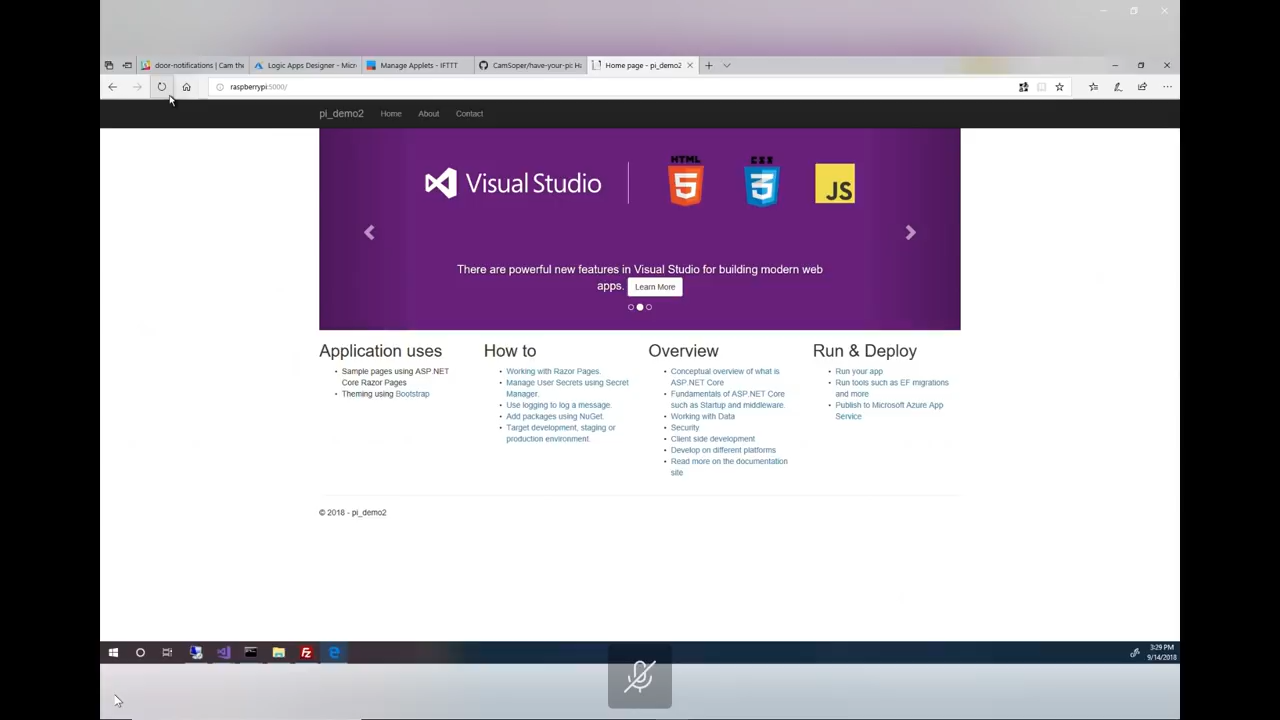 door-notifications | Cam the
Logic Apps Designer - Micro
Manage Applets - IFTTT
CamSoper/have-your-pi: Ha
Home page - pi_demo2
raspberrypi:5000/
pi_demo2
Home
About
Contact
Visual Studio
HTML
5
CSS
3
JS
There are powerful new features in Visual Studio for building modern web
apps. Learn More
Application uses
Sample pages using ASP.NET
Core Razor Pages
Theming using Bootstrap
How to
Working with Razor Pages.
Manage User Secrets using Secret
Manager.
Use logging to log a message.
Add packages using NuGet.
Target development, staging or
production environment.
Overview
Conceptual overview of what is
ASP.NET Core
Fundamentals of ASP.NET Core
such as Startup and middleware.
Working with Data
Security
Client side development
Develop on different platforms
Read more on the documentation
site
Run & Deploy
Run your app
Run tools such as EF migrations
and more
Publish to Microsoft Azure App
Service
© 2018 - pi_demo2
3:29 PM
9/14/2018